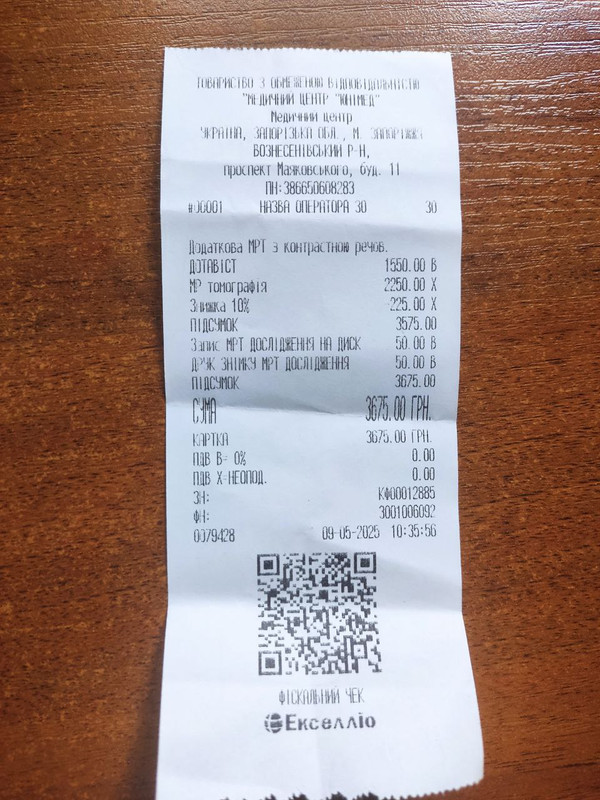 ТОВАРИСТВО З ОБМЕЖЕНОЮ ВІДПОВІДАЛЬНІСТЮ
"МЕДИЧНИЙ ЦЕНТР "ЮНІМЕД"
Медичний центр
УКРАЇНА, ЗАПОРІЗЬКА ОБЛ., М. ЗАПОРІЖЖЯ
ВОЗНЕСЕНІВСЬКИЙ Р-Н,
проспект Маяковського, буд. 11
ПН:386650608283
#00001 НАЗВА ОПЕРАТОРА 30 30
Додаткова МРТ з контрастною речов.
ДОТАВІСТ 1550.00 В
МР томографія 2250.00 Х
Знижка 10% -225.00 Х
ПІДСУМОК 3575.00
Запис МРТ ДОСЛІДЖЕННЯ НА ДИСК 50.00 В
ДРУК ЗНІМКУ МРТ ДОСЛІДЖЕННЯ 50.00 В
ПІДСУМОК 3675.00
СУМА 3675.00 ГРН.
КАРТКА 3675.00 ГРН.
ПДВ В= 0% 0.00
ПДВ Х=НЕОПОД. 0.00
ЗН: КФ00012885
ФН: 3001006092
0079428 09-05-2025 10:35:56
ФІСКАЛЬНИЙ ЧЕК
Екселліо